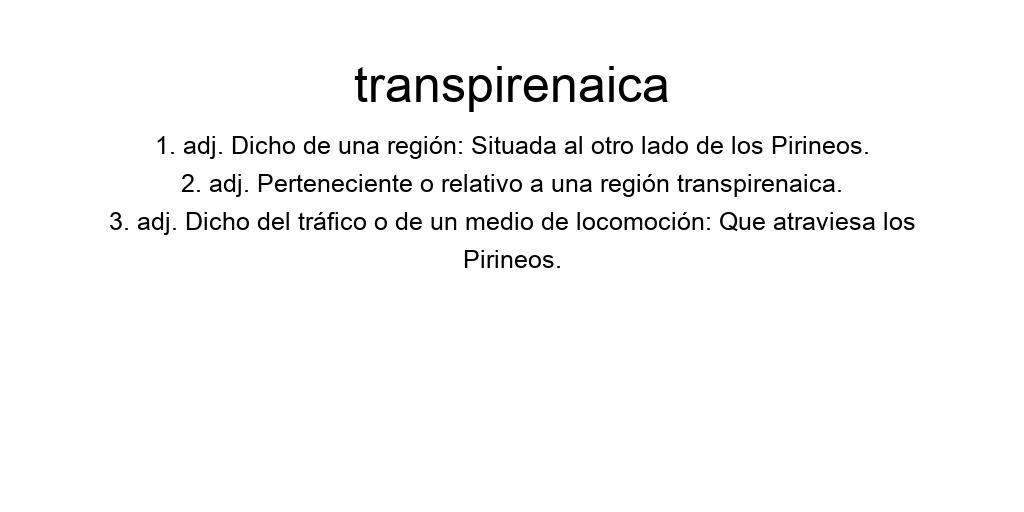 transpirenaica
1. adj. Dicho de una región: Situada al otro lado de los Pirineos.
2. adj. Perteneciente o relativo a una región transpirenaica.
3. adj. Dicho del tráfico o de un medio de locomoción: Que atraviesa los
Pirineos.